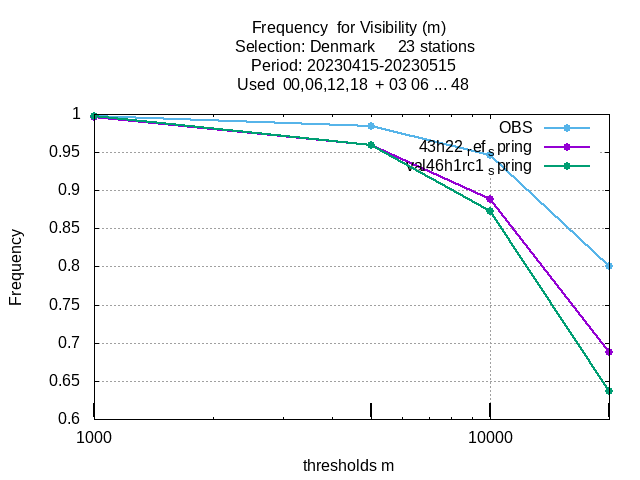 Frequency for Visibility (m)
Selection: Denmark 23 stations
Period: 20230415-20230515
Used 00,06,12,18 + 03 06 ... 48
1
0.95
0.9
0.85
0.8
0.75
0.7
0.65
0.6
Frequency
OBS
43h22_ref_spring
val46h1rc1_spring
1000
10000
thresholds m